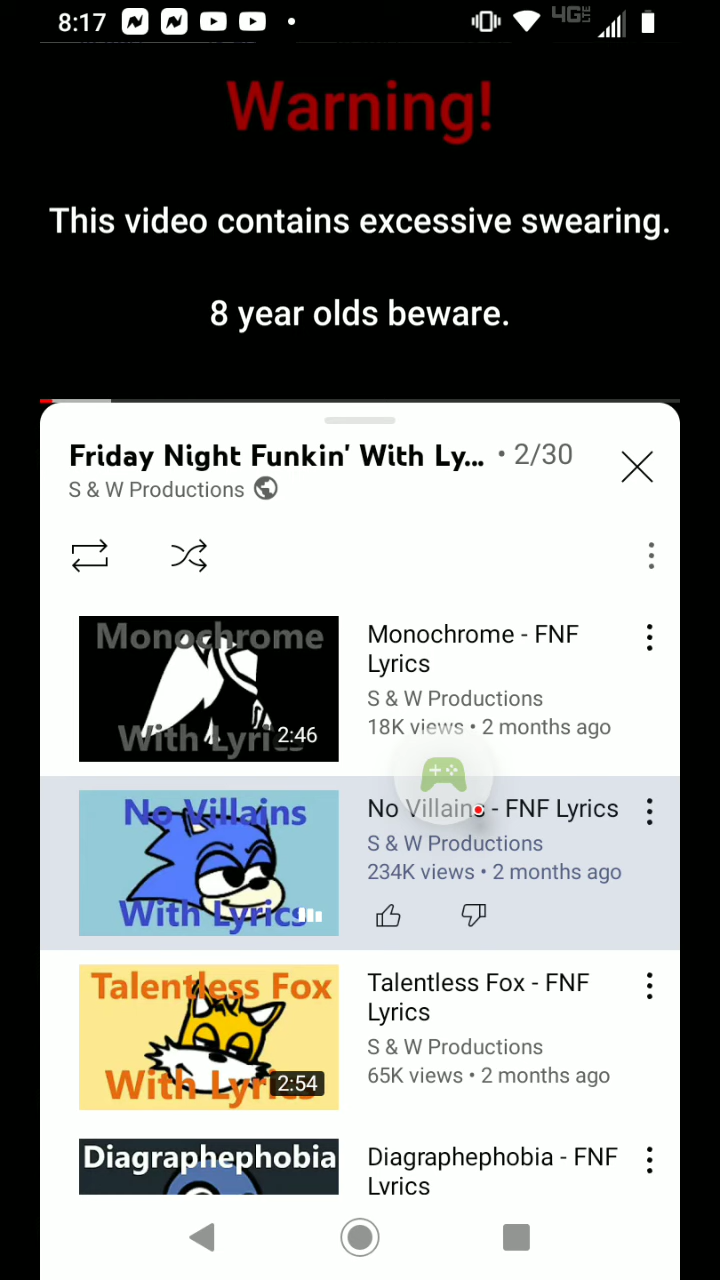 8:17
4G LTE
Warning!
This video contains excessive swearing.
8 year olds beware.
Friday Night Funkin' With Ly... • 2/30
S & W Productions
Monochrome
With Lyrics
2:46
Monochrome - FNF
Lyrics
S & W Productions
18K views • 2 months ago
No Villains
With Lyrics
No Villains - FNF Lyrics
S & W Productions
234K views • 2 months ago
Talentless Fox
With Lyrics
2:54
Talentless Fox - FNF
Lyrics
S & W Productions
65K views • 2 months ago
Diagraphephobia
Diagraphephobia - FNF
Lyrics